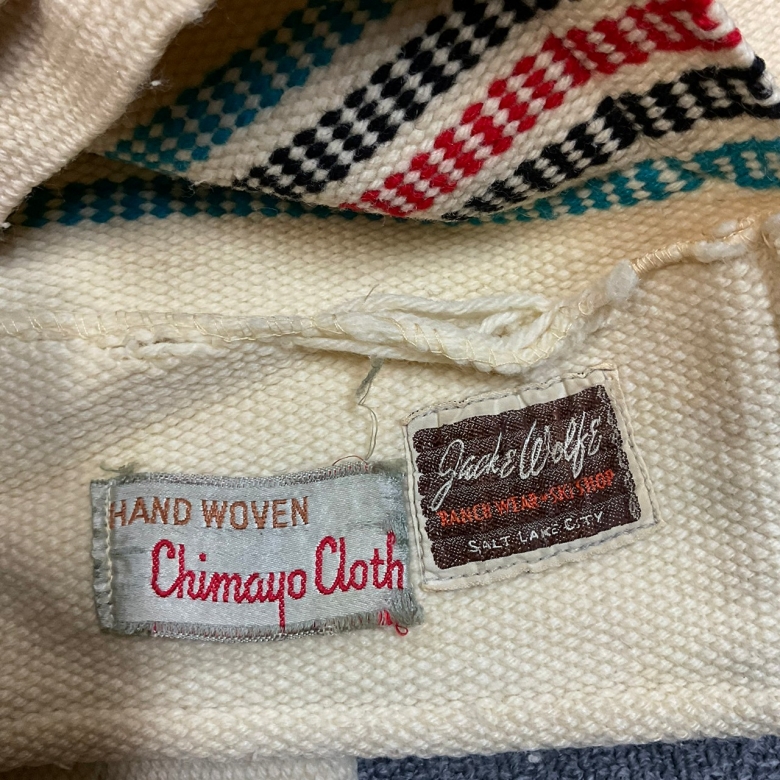 HAND WOVEN
Chimayo Cloth
Jack Wolfe
RANCH WEAR - SKI SHOP
SALT LAKE CITY